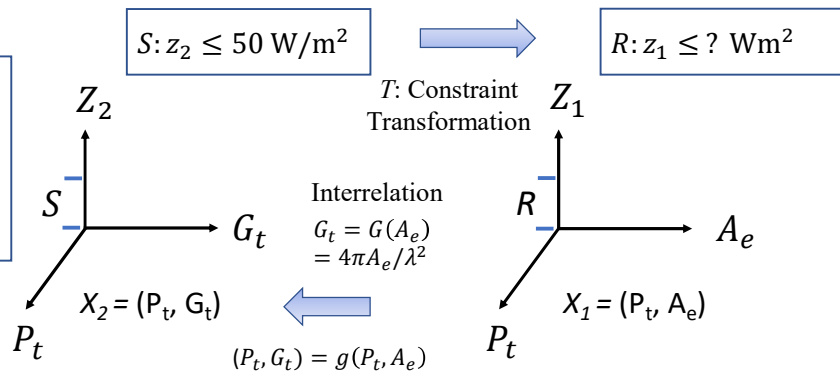 S: z₂ ≤ 50 W/m²
R: z₁ ≤ ? Wm²
T: Constraint
Transformation
Z₂
Z₁
Interrelation
S
R
Gₜ = G(Aₑ)
= 4πAₑ/λ²
Gₜ
Aₑ
X₂ = (Pₜ, Gₜ)
X₁ = (Pₜ, Aₑ)
Pₜ
Pₜ
(Pₜ, Gₜ) = g(Pₜ, Aₑ)